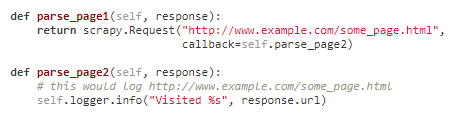 def parse_page1(self, response):
    return scrapy.Request("http://www.example.com/some_page.html",
                          callback=self.parse_page2)

def parse_page2(self, response):
    # this would log http://www.example.com/some_page.html
    self.logger.info("Visited %s", response.url)